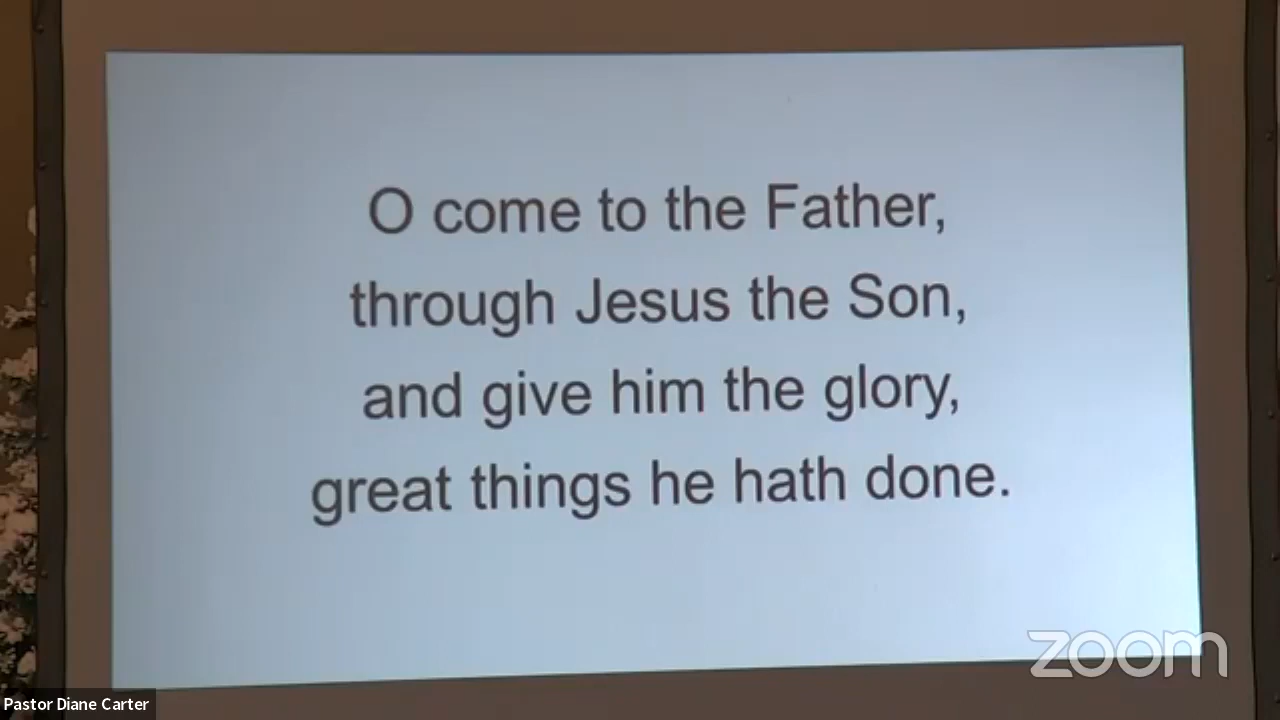 O come to the Father,
through Jesus the Son,
and give him the glory,
great things he hath done.
zoom
Pastor Diane Carter